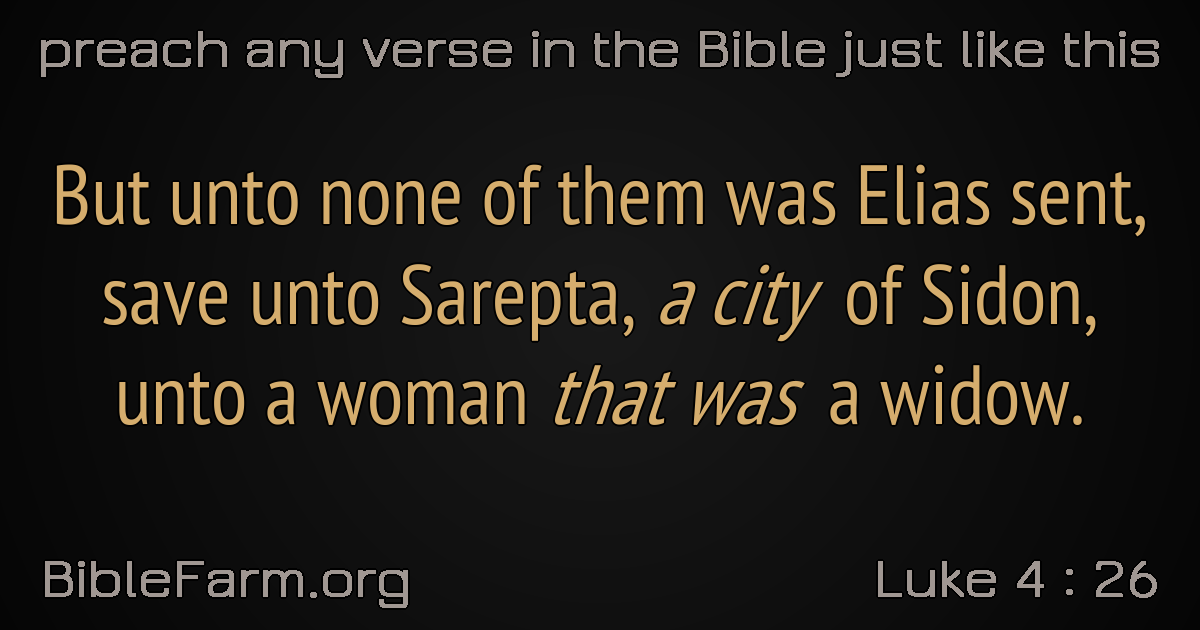 preach any verse in the Bible just like this
But unto none of them was Elias sent,
save unto Sarepta, a city of Sidon,
unto a woman that was a widow.
BibleFarm.org
Luke 4 : 26